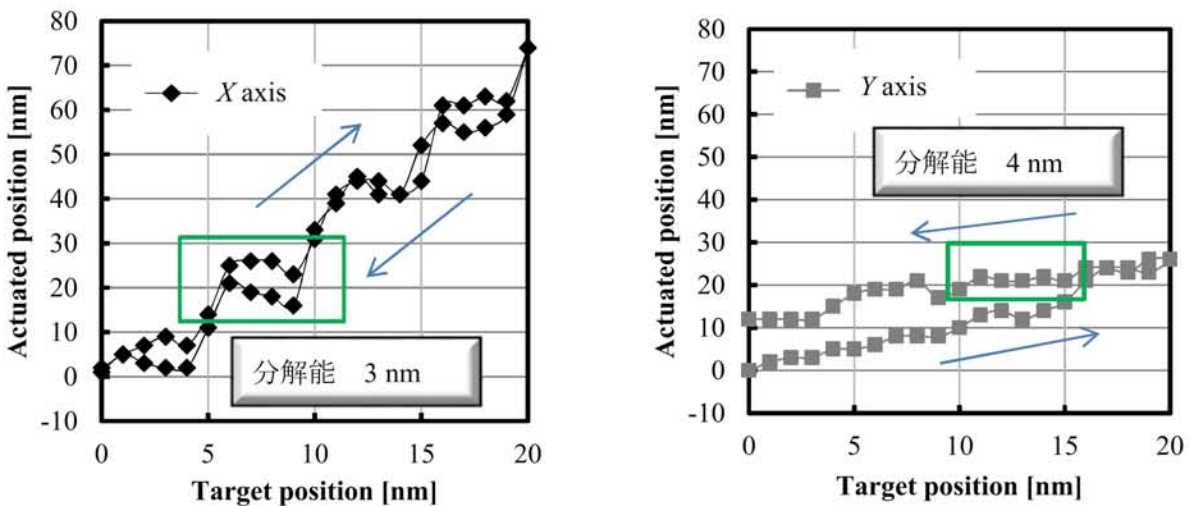 80
70
60
50
40
30
20
10
0
-10
Actuated position [nm]
X axis
分解能 3 nm
0 5 10 15 20
Target position [nm]
80
70
60
50
40
30
20
10
0
-10
Actuated position [nm]
Y axis
分解能 4 nm
0 5 10 15 20
Target position [nm]